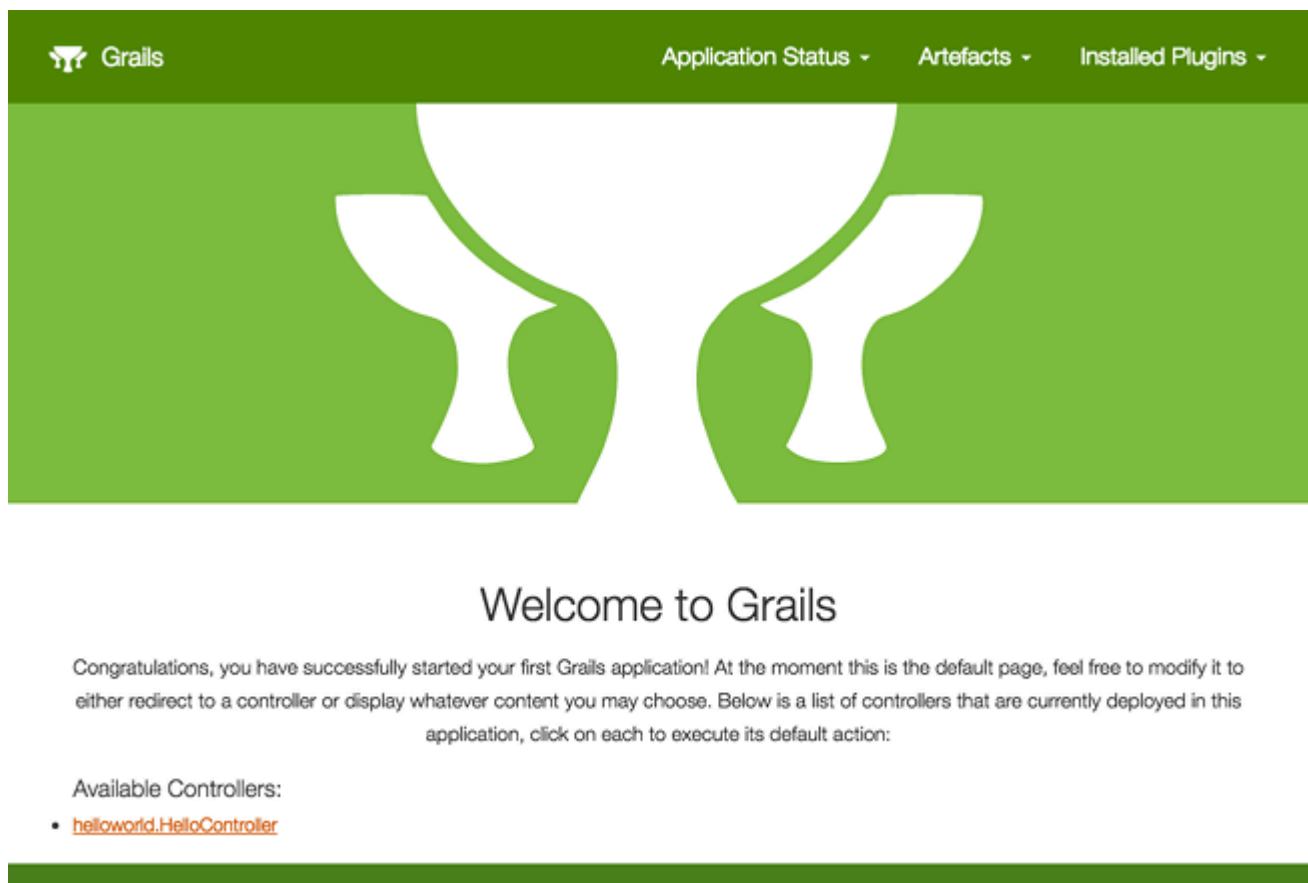 Grails
Application Status
Artefacts
Installed Plugins
Welcome to Grails
Congratulations, you have successfully started your first Grails application! At the moment this is the default page, feel free to modify it to
either redirect to a controller or display whatever content you may choose. Below is a list of controllers that are currently deployed in this
application, click on each to execute its default action:
Available Controllers:
helloworld.HelloController